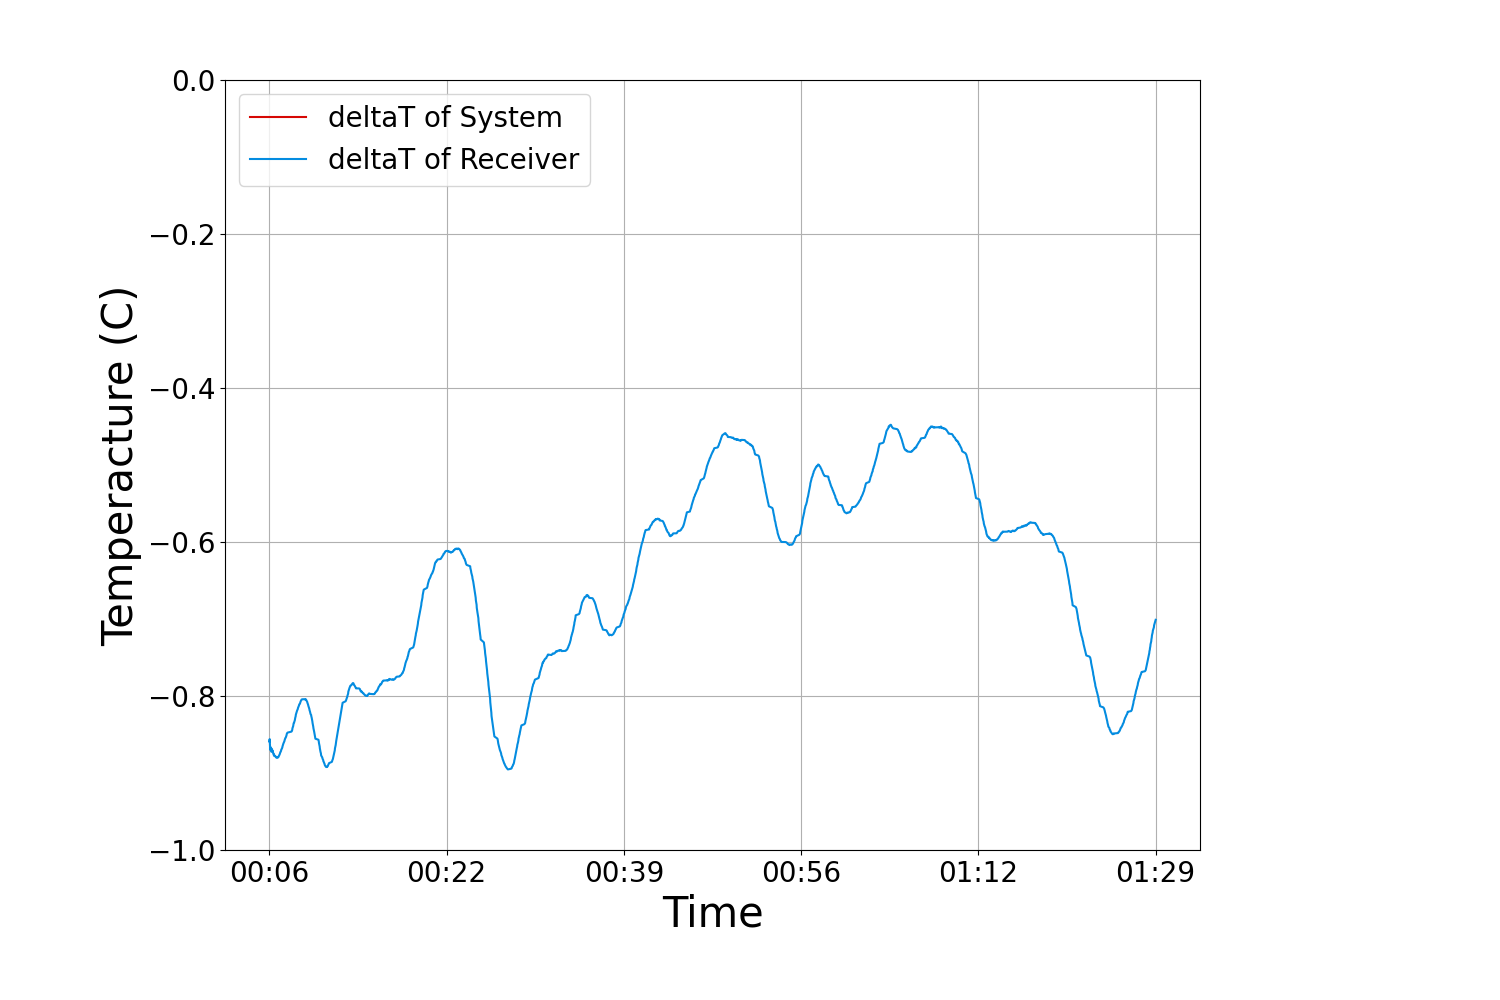 0.0
deltaT of System
deltaT of Receiver
−0.2
−0.4
−0.6
−0.8
−1.0
Temperacture (C)
00:06 00:22 00:39 00:56 01:12 01:29
Time